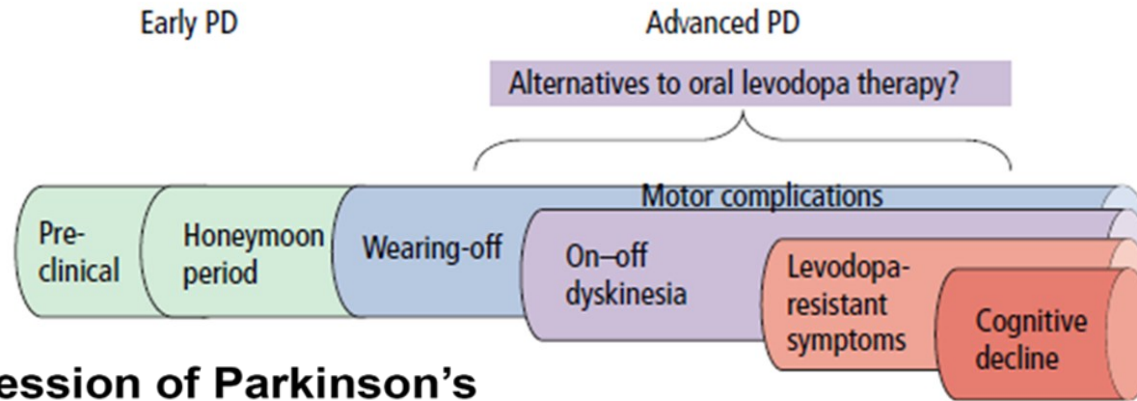 Early PD
Advanced PD
Alternatives to oral levodopa therapy?
Motor complications
Pre-
clinical
Honeymoon
period
Wearing-off
On–off
dyskinesia
Levodopa-
resistant
symptoms
Cognitive
decline
ession of Parkinson’s